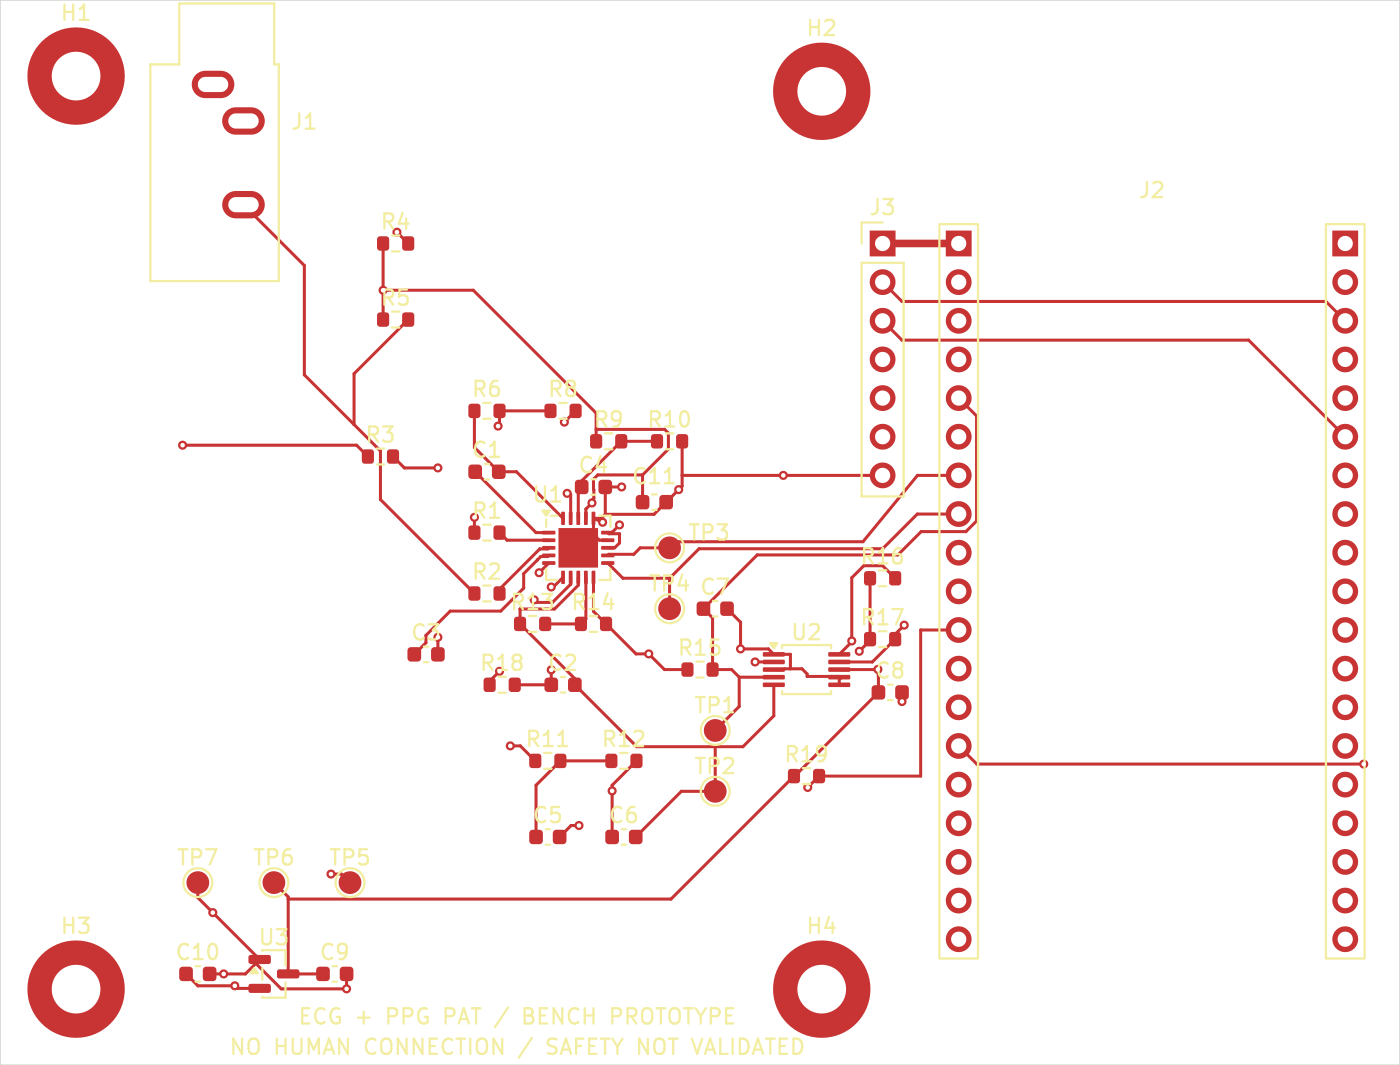 H1
H2
J1
J2
J3
R4
R5
R6
R8
R9
R10
R3
C1
C4
C11
U1
R1
TP3
R16
R2
TP4
C7
R13
R14
R17
U2
C3
R15
R18
C2
C8
TP1
R11
R12
TP2
R19
C5
C6
TP7
TP6
TP5
H3
H4
U3
C10
C9
ECG + PPG PAT / BENCH PROTOTYPE
NO HUMAN CONNECTION / SAFETY NOT VALIDATED